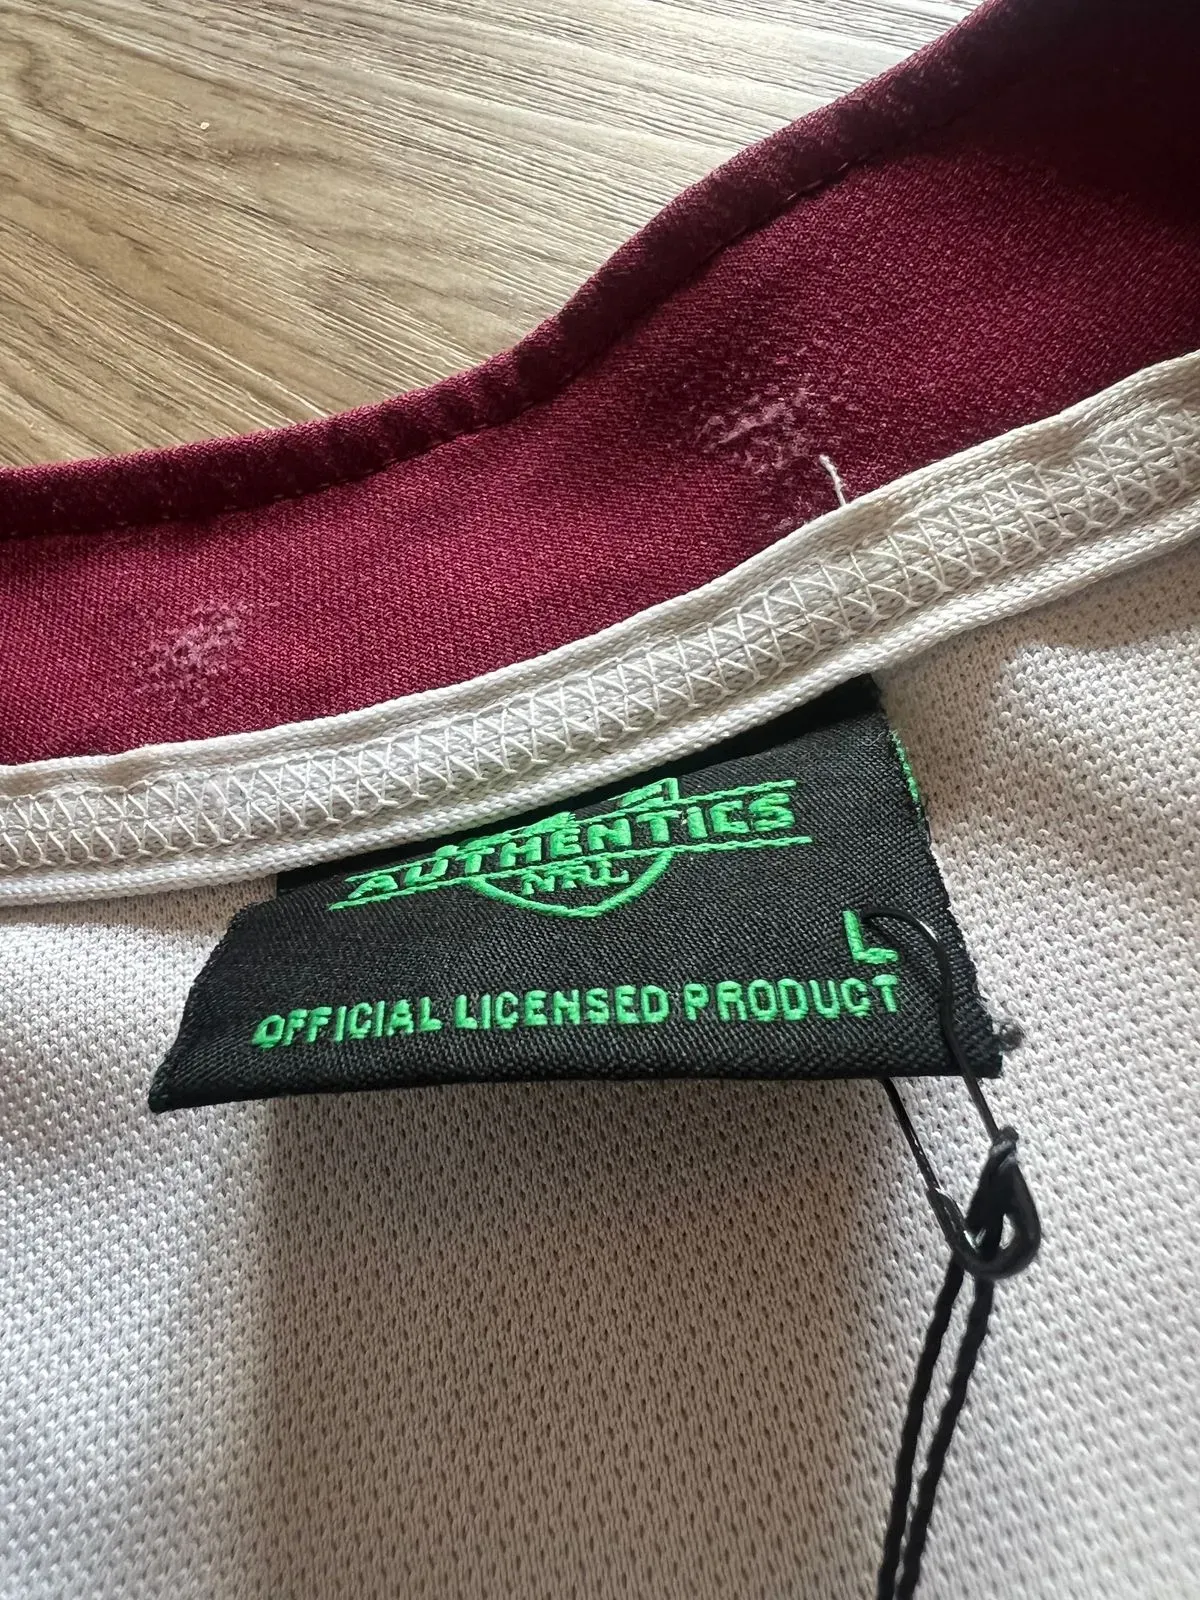 AUTHENTICS
NRL
L
OFFICIAL LICENSED PRODUCT